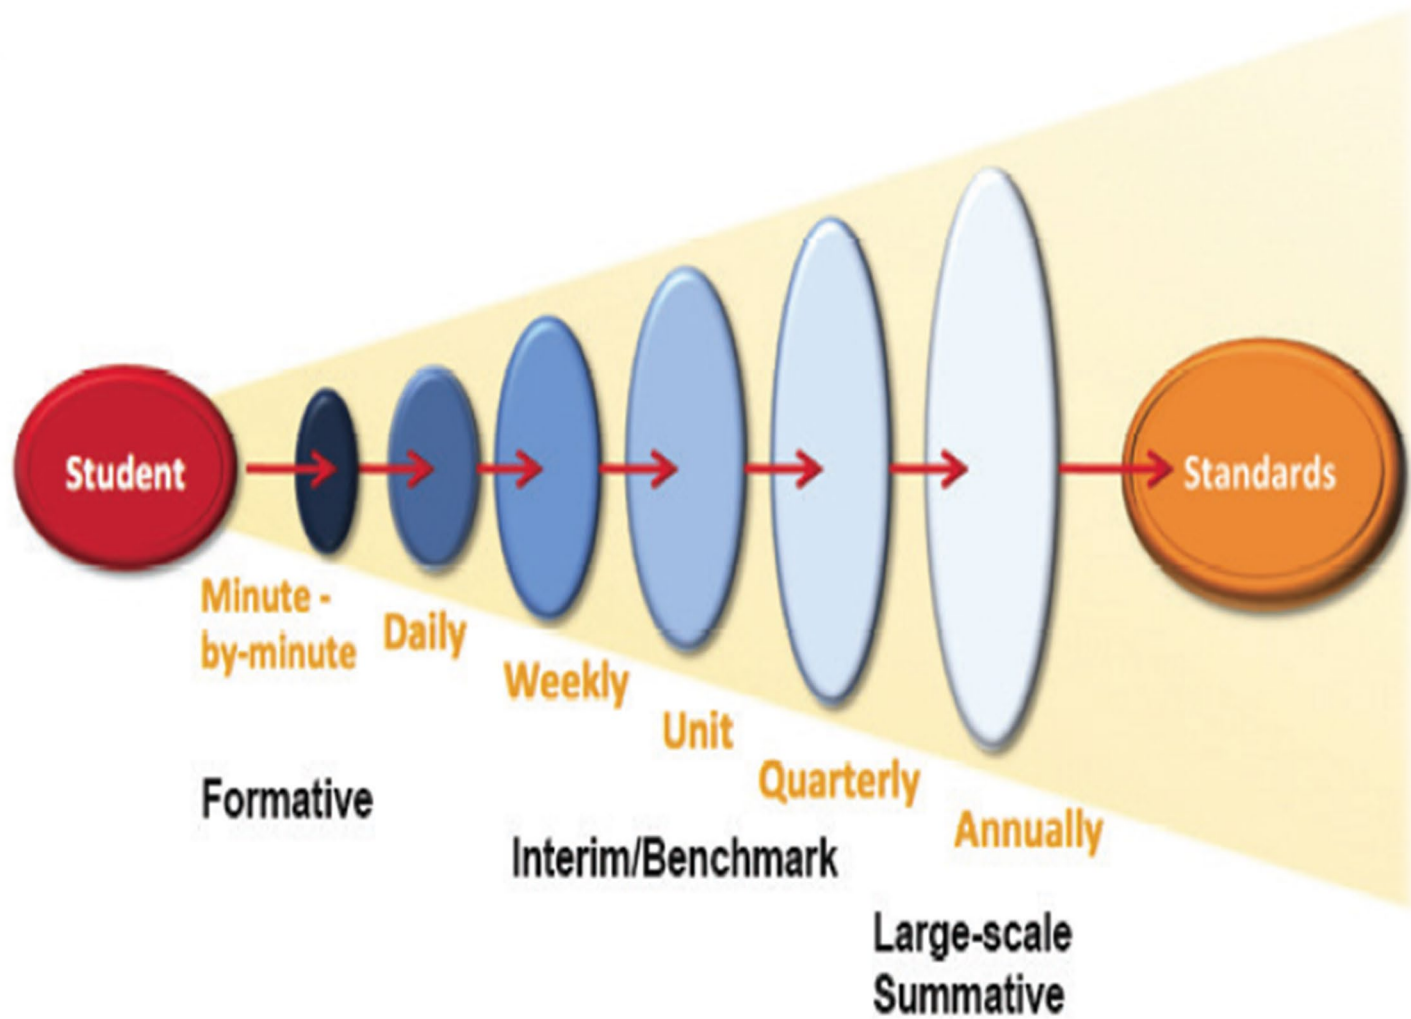 Student
Standards
Minute -
by-minute
Daily
Weekly
Unit
Quarterly
Annually
Formative
Interim/Benchmark
Large-scale
Summative